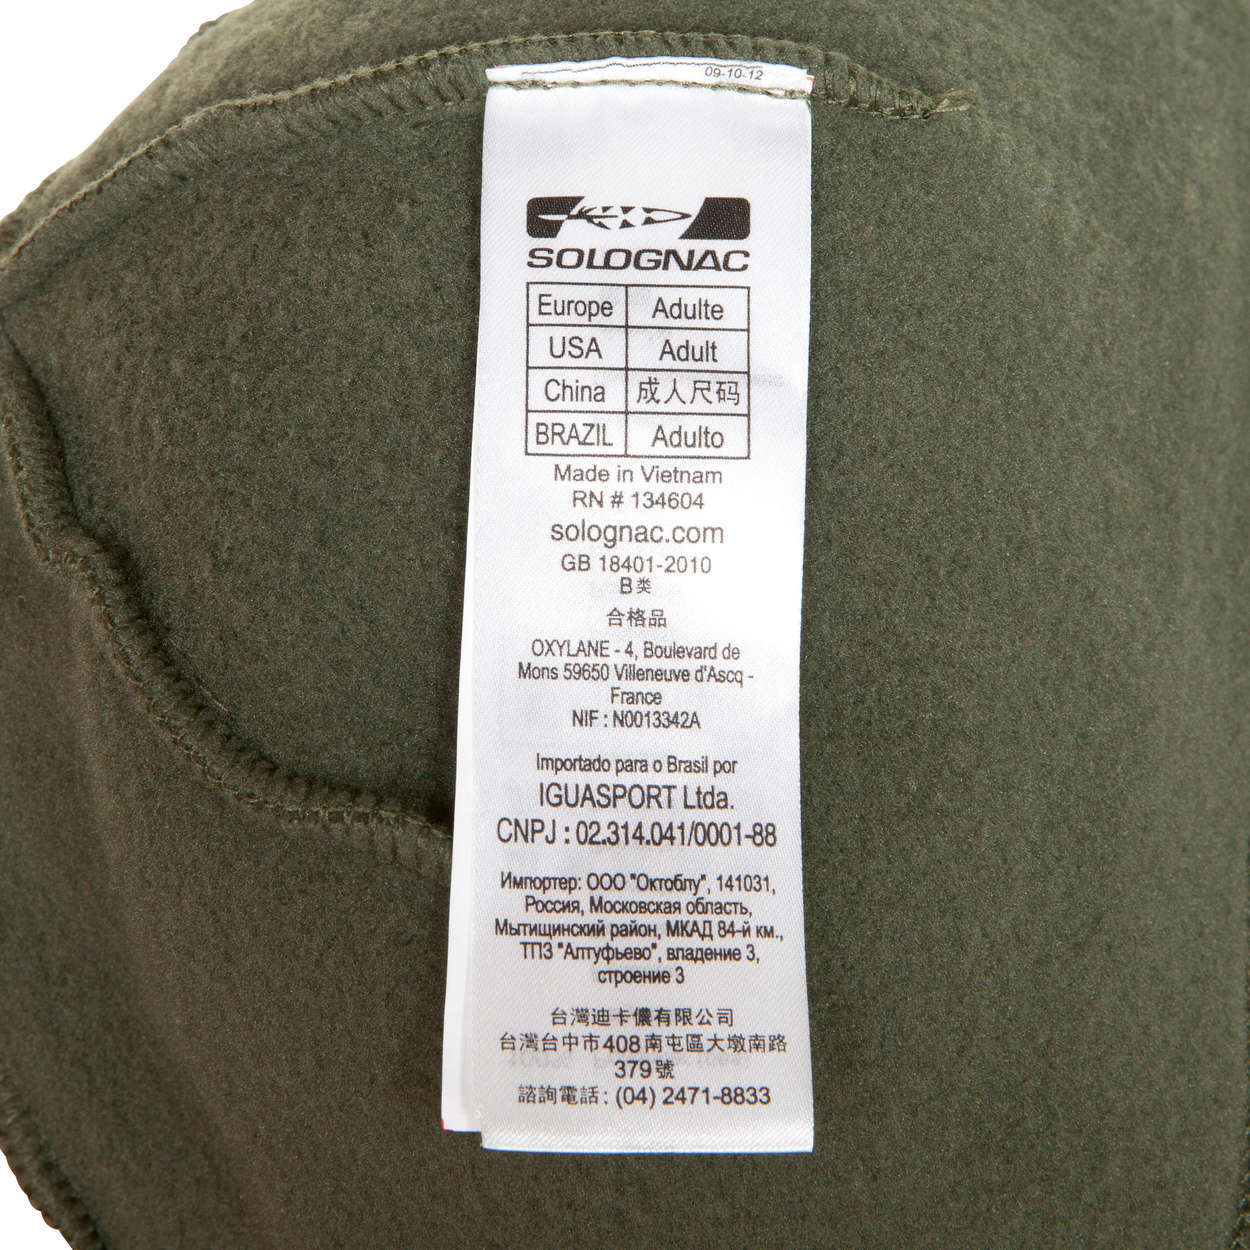 09-10-12
SOLOGNAC
Europe Adulte
USA Adult
China 成人尺码
BRAZIL Adulto
Made in Vietnam
RN # 134604
solognac.com
GB 18401-2010
B类
合格品
OXYLANE - 4, Boulevard de
Mons 59650 Villeneuve d'Ascq -
France
NIF : N0013342A
Importado para o Brasil por
IGUASPORT Ltda.
CNPJ : 02.314.041/0001-88
Импортер: ООО "Октоблу", 141031,
Россия, Московская область,
Мытищинский район, МКАД 84-й км.,
ТПЗ "Алтуфьево", владение 3,
строение 3
台灣迪卡儂有限公司
台灣台中市408南屯區大墩南路
379號
諮詢電話: (04) 2471-8833